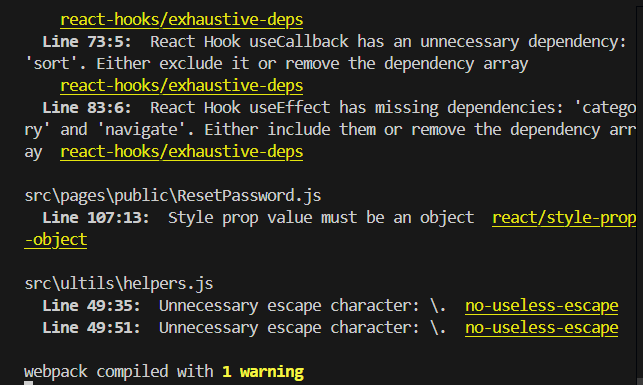 react-hooks/exhaustive-deps
Line 73:5:  React Hook useCallback has an unnecessary dependency:
'sort'. Either exclude it or remove the dependency array
react-hooks/exhaustive-deps
Line 83:6:  React Hook useEffect has missing dependencies: 'catego
ry' and 'navigate'. Either include them or remove the dependency arr
ay  react-hooks/exhaustive-deps
src\pages\public\ResetPassword.js
Line 107:13:  Style prop value must be an object  react/style-prop
-object
src\ultils\helpers.js
Line 49:35:  Unnecessary escape character: \.  no-useless-escape
Line 49:51:  Unnecessary escape character: \.  no-useless-escape
webpack compiled with 1 warning